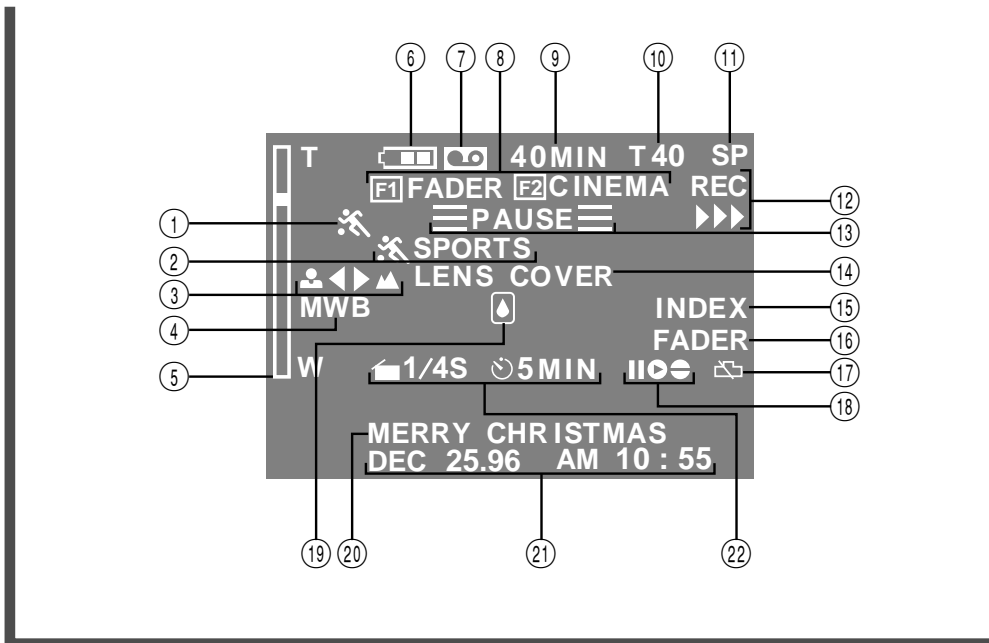 6 7 8 9 10 11
T 40MIN T40 SP
F1 FADER F2 CINEMA REC
12
PAUSE
13
1
SPORTS
2
LENS COVER
14
3
MWB INDEX
15
4
FADER
16
W 1/4S 5MIN
5
17
18
MERRY CHRISTMAS
DEC 25.96 AM 10 : 55
19 20 21 22